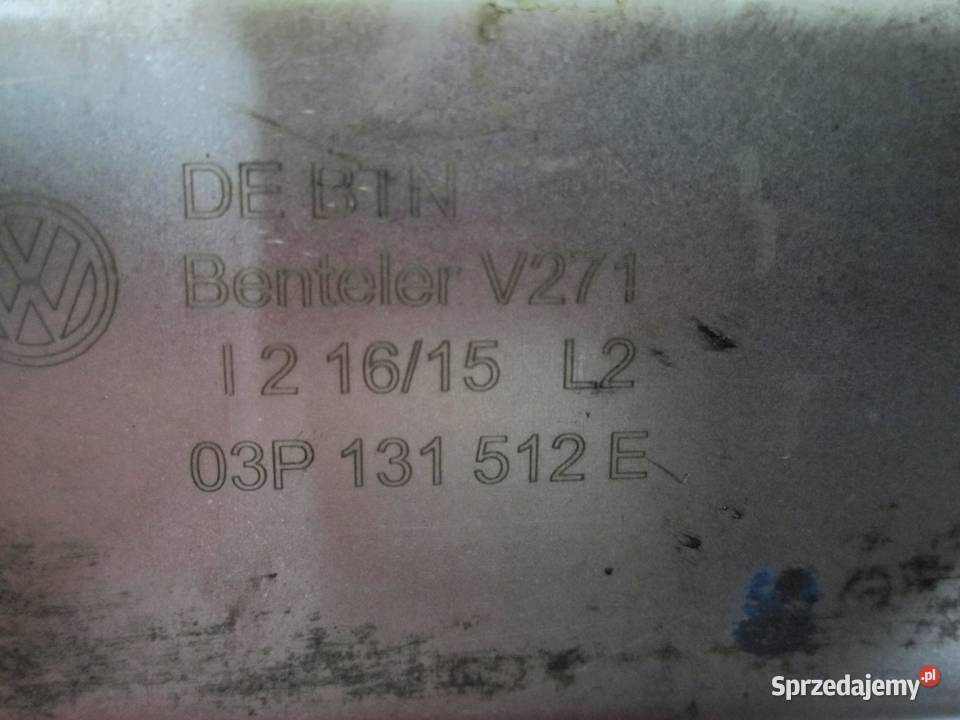 DE BTN
Benteler V271
I 2 16/15 L2
03P 131 512 E
Sprzedajemy.pl